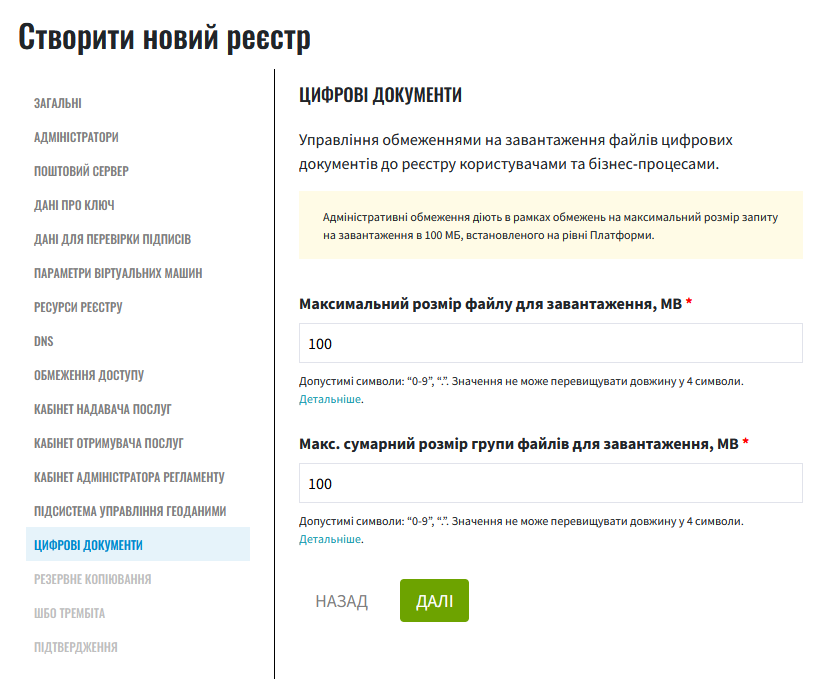 Створити новий реєстр
ЗАГАЛЬНІ
АДМІНІСТРАТОРИ
ПОШТОВИЙ СЕРВЕР
ДАНІ ПРО КЛЮЧ
ДАНІ ДЛЯ ПЕРЕВІРКИ ПІДПИСІВ
ПАРАМЕТРИ ВІРТУАЛЬНИХ МАШИН
РЕСУРСИ РЕЄСТРУ
DNS
ОБМЕЖЕННЯ ДОСТУПУ
КАБІНЕТ НАДАВАЧА ПОСЛУГ
КАБІНЕТ ОТРИМУВАЧА ПОСЛУГ
КАБІНЕТ АДМІНІСТРАТОРА РЕГЛАМЕНТУ
ПІДСИСТЕМА УПРАВЛІННЯ ГЕОДАНИМИ
ЦИФРОВІ ДОКУМЕНТИ
РЕЗЕРВНЕ КОПІЮВАННЯ
ШБО ТРЕМБІТА
ПІДТВЕРДЖЕННЯ
ЦИФРОВІ ДОКУМЕНТИ
Управління обмеженнями на завантаження файлів цифрових
документів до реєстру користувачами та бізнес-процесами.
Адміністративні обмеження діють в рамках обмежень на максимальний розмір запиту
на завантаження в 100 МБ, встановленого на рівні Платформи.
Максимальний розмір файлу для завантаження, MB *
100
Допустимі символи: “0-9”, “.”. Значення не може перевищувати довжину у 4 символи.
Детальніше.
Макс. сумарний розмір групи файлів для завантаження, MB *
100
Допустимі символи: “0-9”, “.”. Значення не може перевищувати довжину у 4 символи.
Детальніше.
НАЗАД ДАЛІ